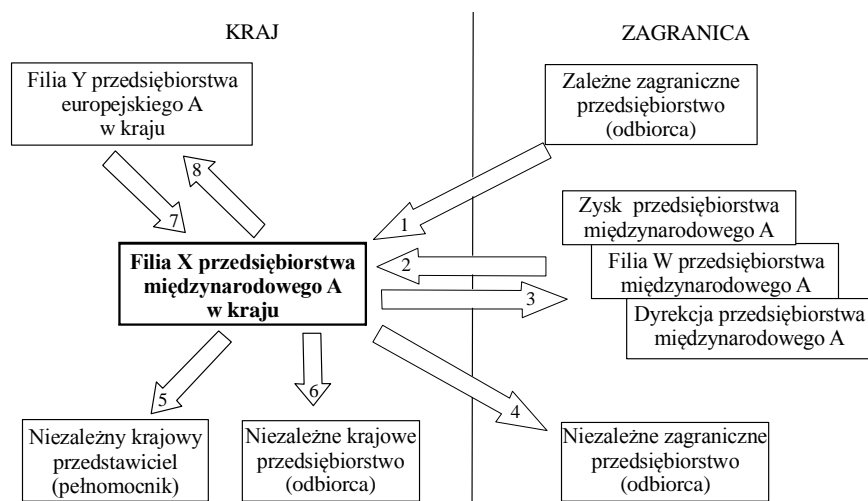 KRAJ
ZAGRANICA
Filia Y przedsiębiorstwa
europejskiego A
w kraju
Zależne zagraniczne
przedsiębiorstwo
(odbiorca)
8
7
1
Zysk przedsiębiorstwa
międzynarodowego A
Filia X przedsiębiorstwa
międzynarodowego A
w kraju
2
Filia W przedsiębiorstwa
międzynarodowego A
3
Dyrekcja przedsiębiorstwa
międzynarodowego A
5
6
4
Niezależny krajowy
przedstawiciel
(pełnomocnik)
Niezależne krajowe
przedsiębiorstwo
(odbiorca)
Niezależne zagraniczne
przedsiębiorstwo
(odbiorca)